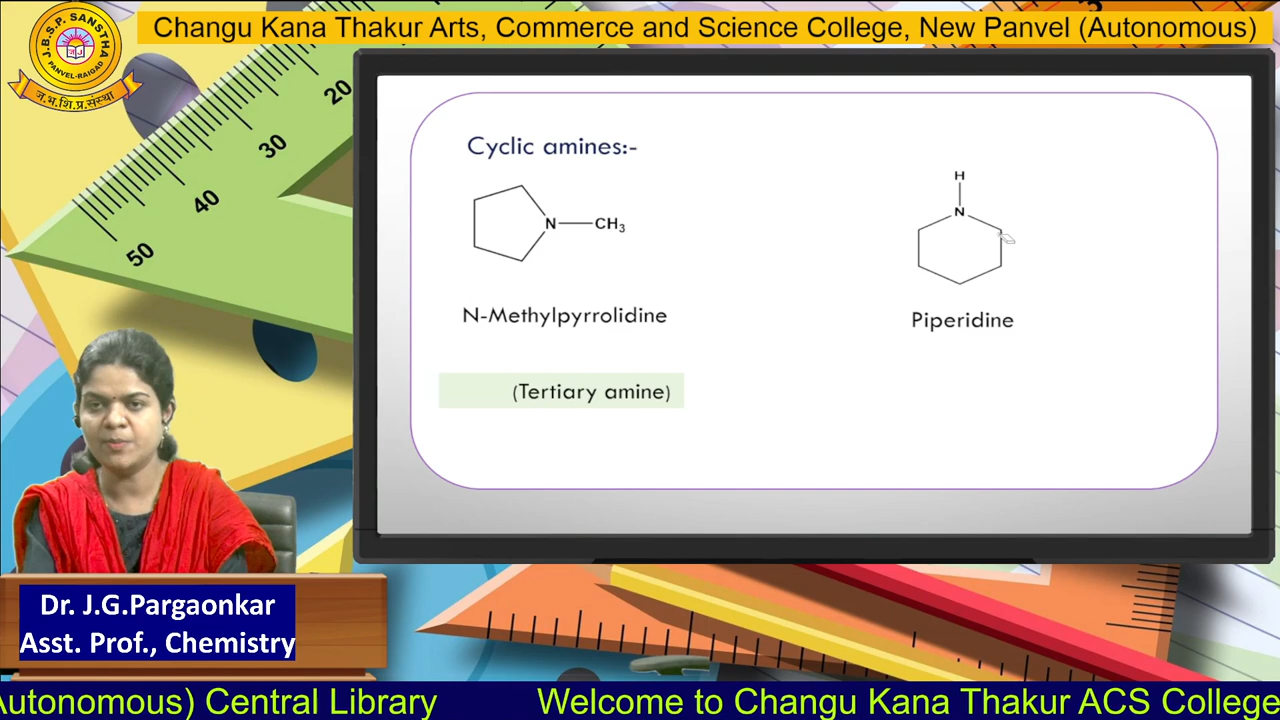 Changu Kana Thakur Arts, Commerce and Science College, New Panvel (Autonomous)
J.B.S.P. SANSTHA
PANVEL-RAIGAD
ज.भ.शि.प्र.संस्था
20
30
40
50
Cyclic amines:-
N
CH3
H
N
N-Methylpyrrolidine
Piperidine
(Tertiary amine)
Dr. J.G.Pargaonkar
Asst. Prof., Chemistry
Autonomous) Central Library
Welcome to Changu Kana Thakur ACS College